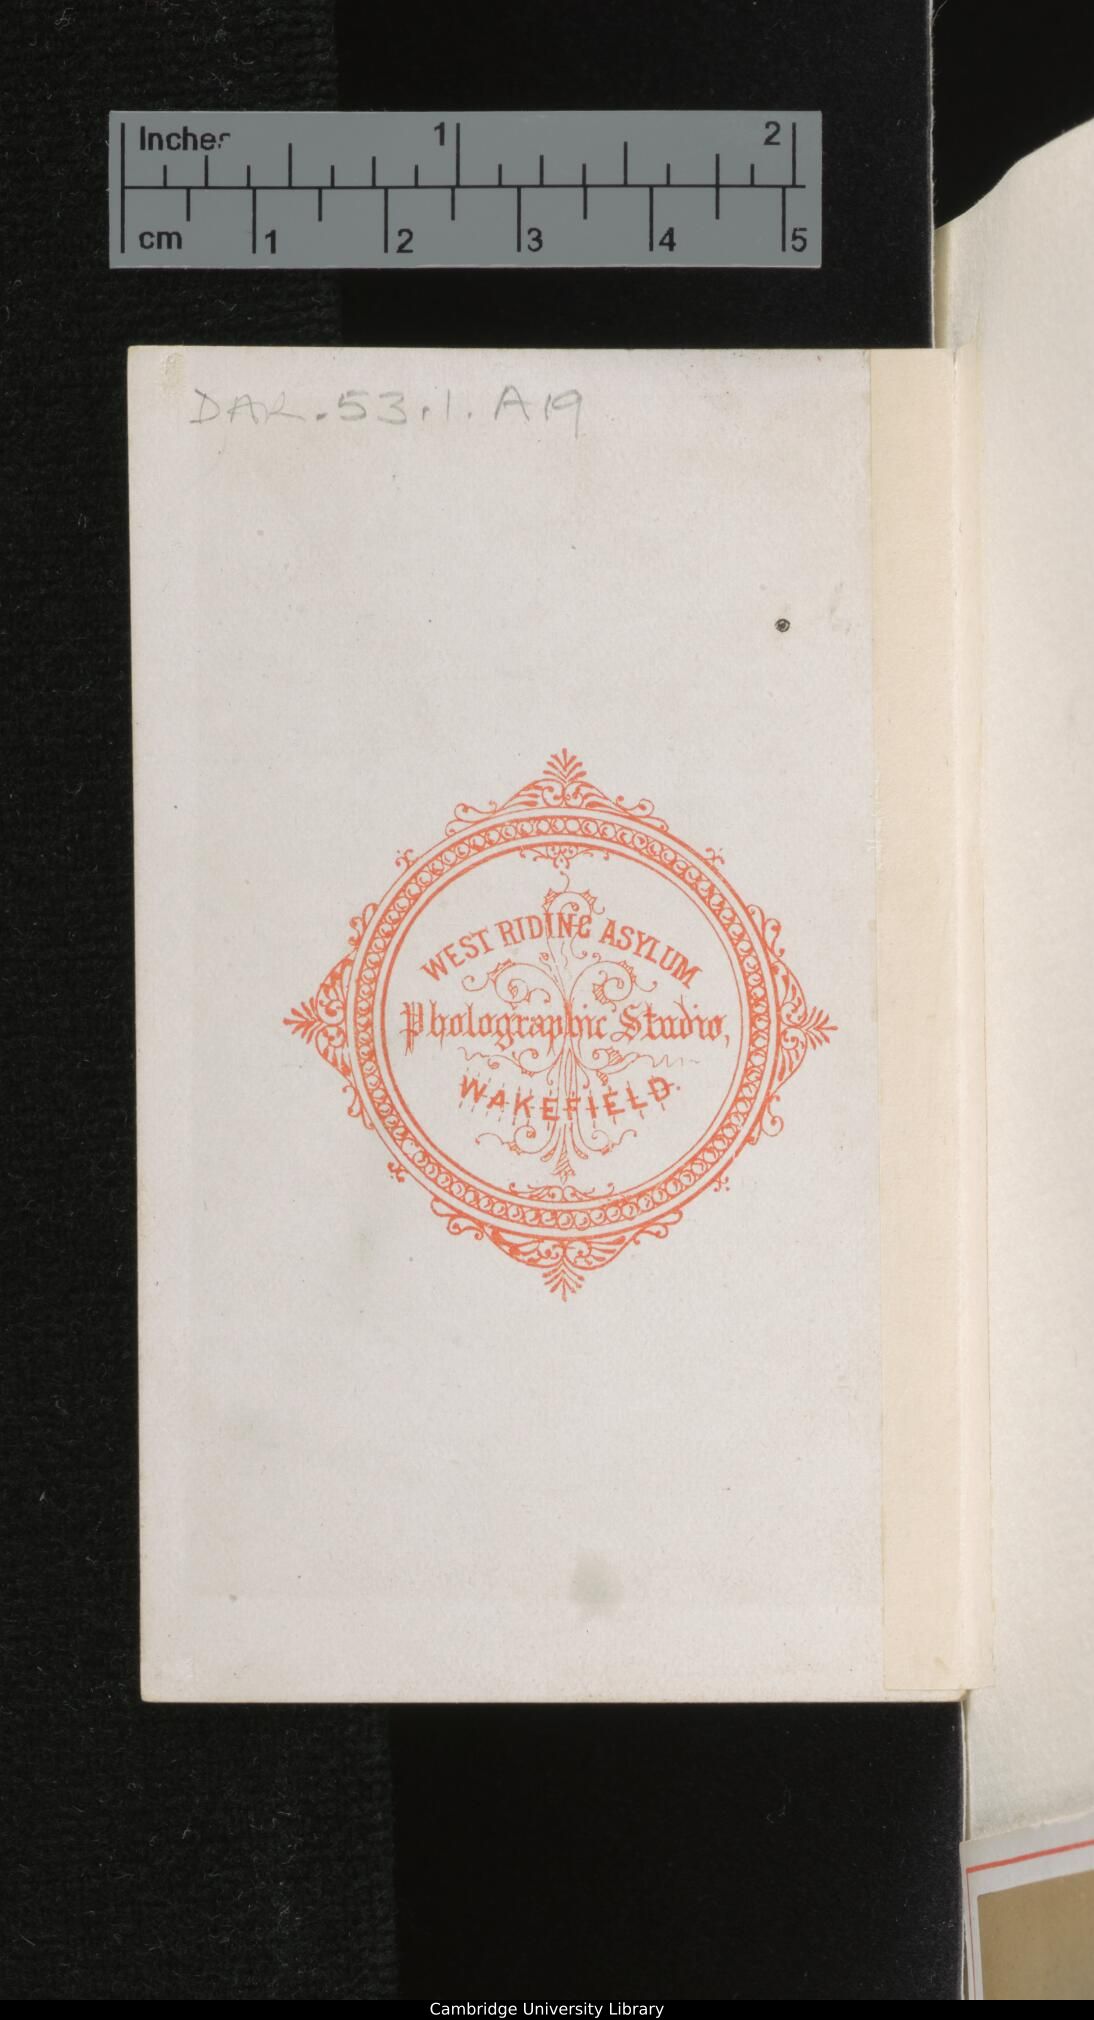 Inches 1 2
cm 1 2 3 4 5
DAR.53.1.A19
WEST RIDING ASYLUM
Photographic Studio,
WAKEFIELD.
Cambridge University Library